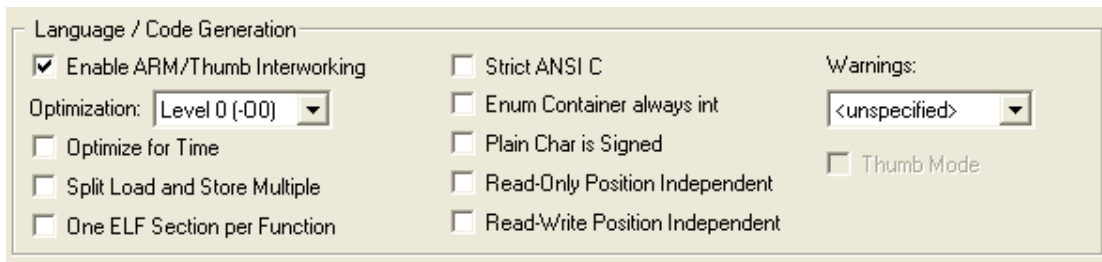 Language / Code Generation
Enable ARM/Thumb Interworking
Optimization: Level 0 (-O0)
Optimize for Time
Split Load and Store Multiple
One ELF Section per Function
Strict ANSI C
Enum Container always int
Plain Char is Signed
Read-Only Position Independent
Read-Write Position Independent
Warnings:
<unspecified>
Thumb Mode